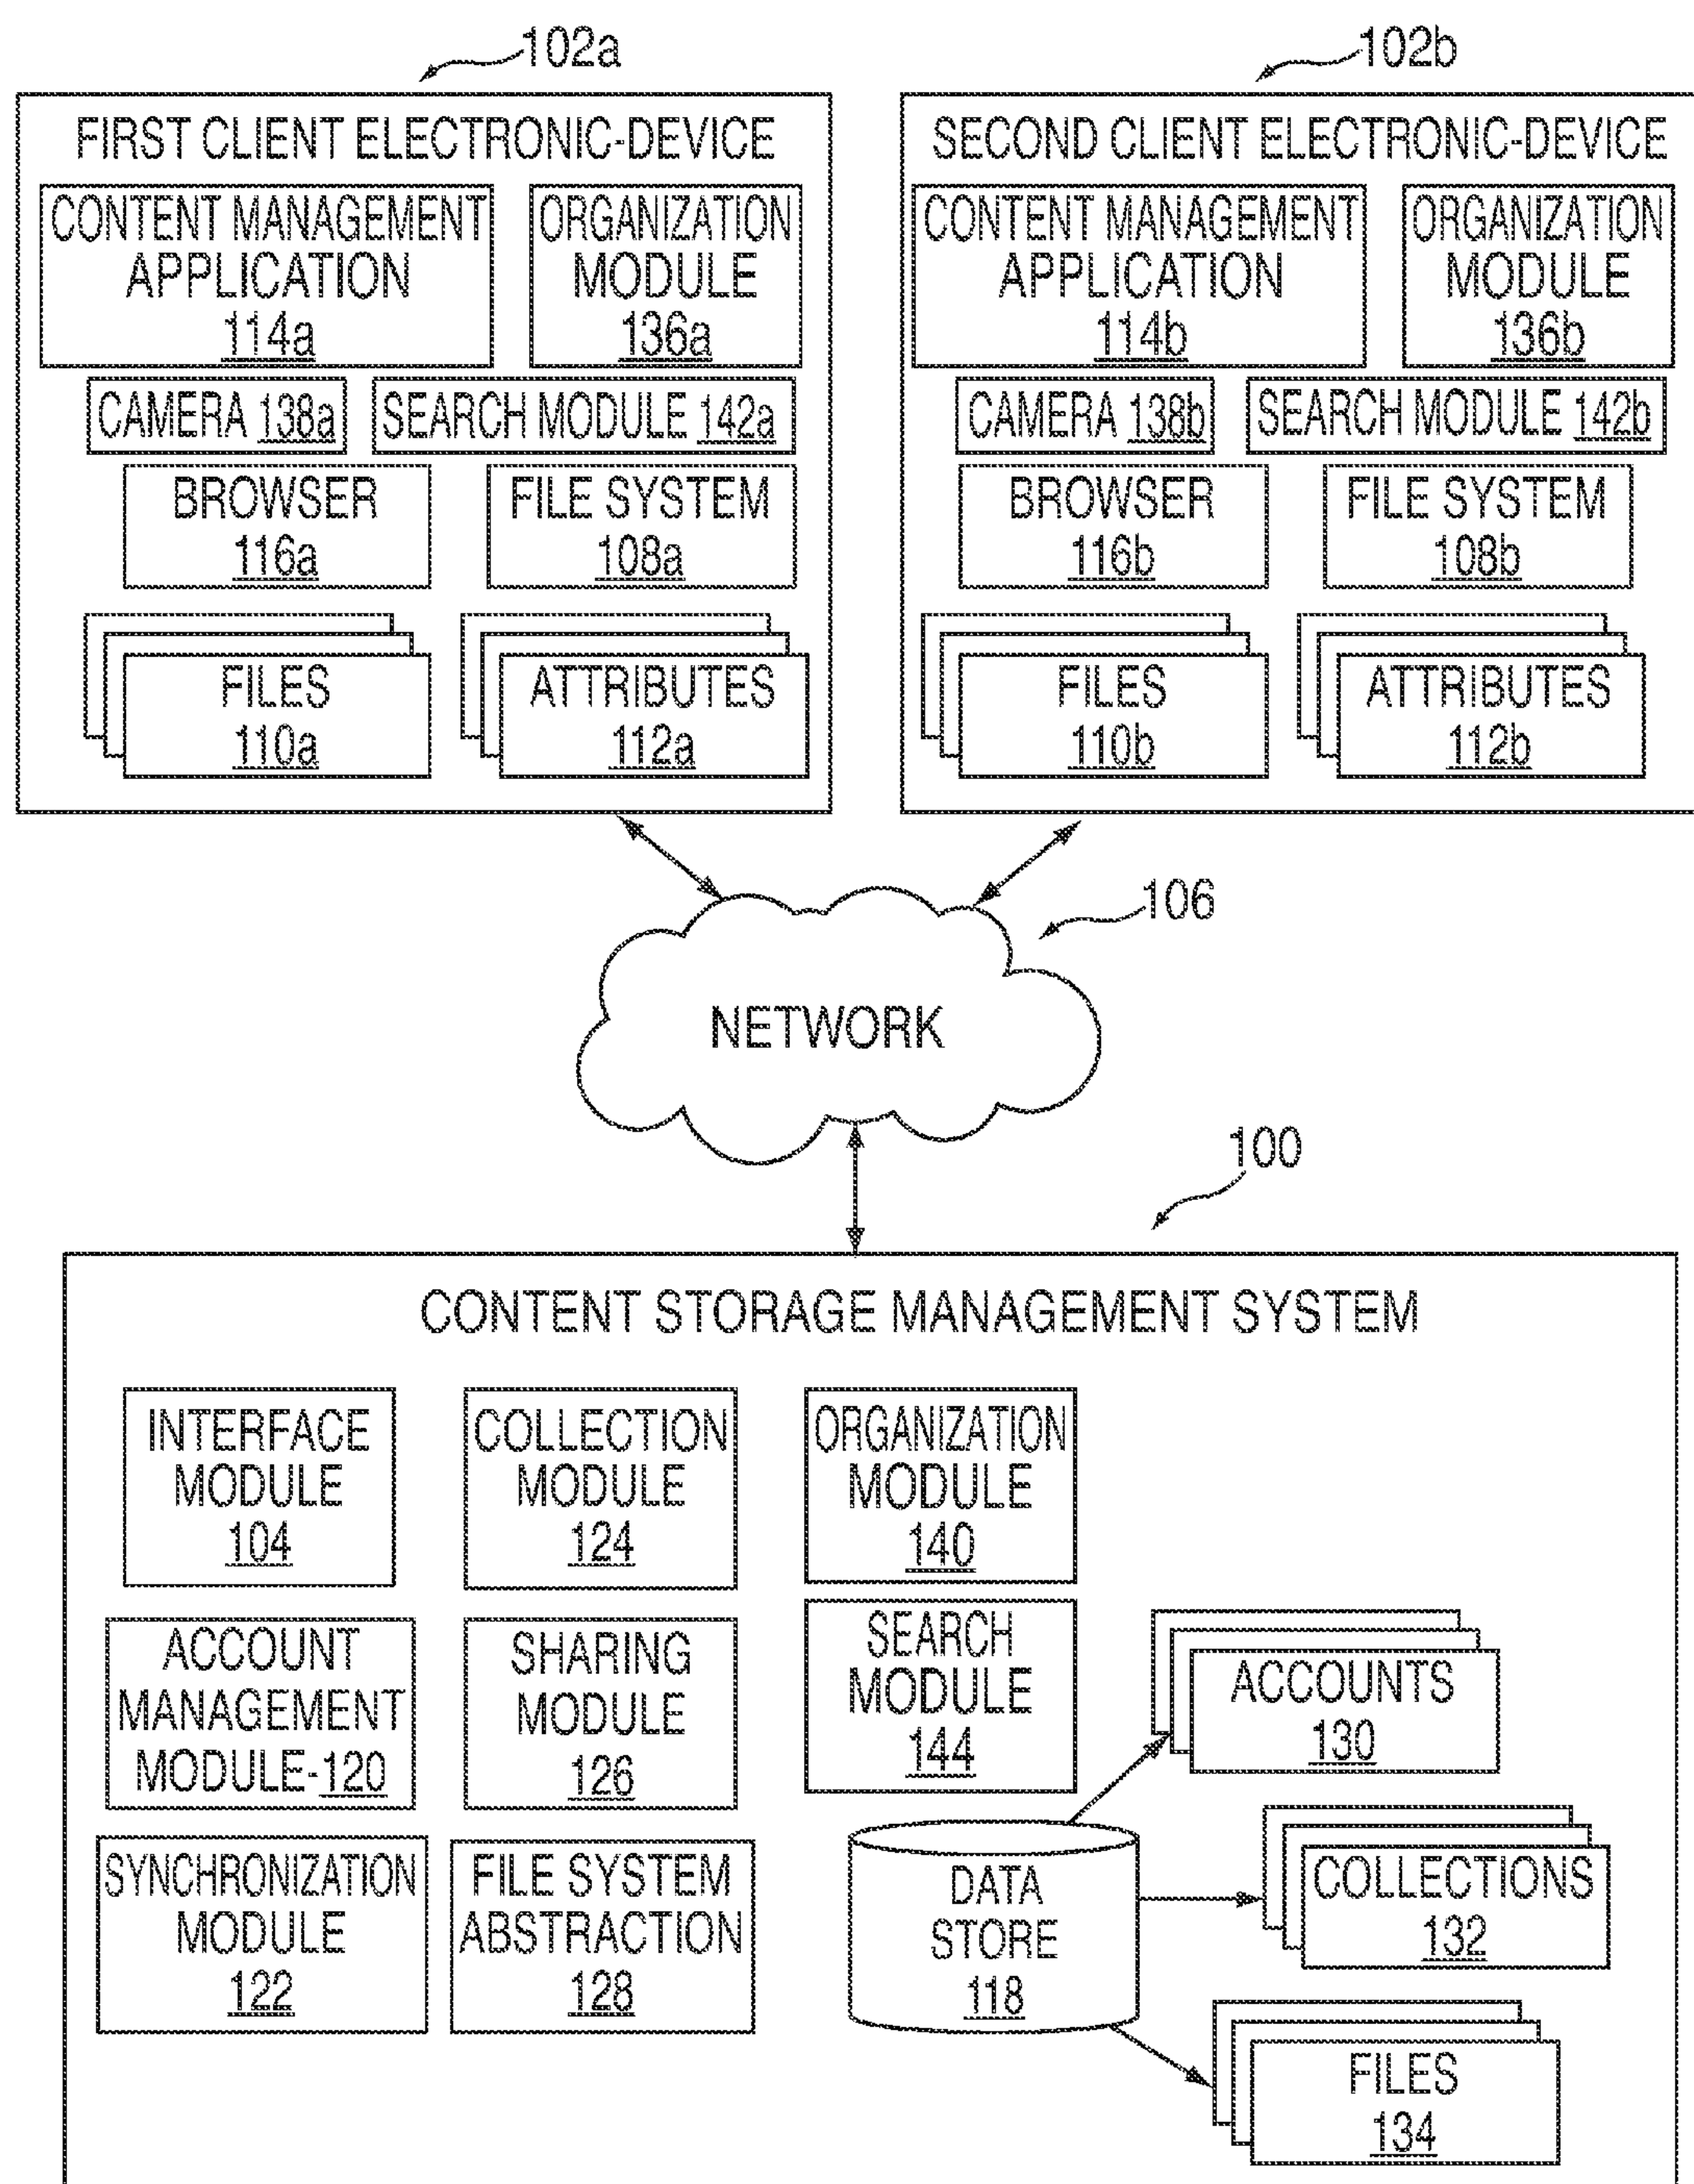 102a
102b
FIRST CLIENT ELECTRONIC-DEVICE
CONTENT MANAGEMENT
APPLICATION
114a
ORGANIZATION
MODULE
136a
CAMERA 138a
SEARCH MODULE 142a
BROWSER
116a
FILE SYSTEM
108a
FILES
110a
ATTRIBUTES
112a
SECOND CLIENT ELECTRONIC-DEVICE
CONTENT MANAGEMENT
APPLICATION
114b
ORGANIZATION
MODULE
136b
CAMERA 138b
SEARCH MODULE 142b
BROWSER
116b
FILE SYSTEM
108b
FILES
110b
ATTRIBUTES
112b
106
NETWORK
100
CONTENT STORAGE MANAGEMENT SYSTEM
INTERFACE
MODULE
104
COLLECTION
MODULE
124
ORGANIZATION
MODULE
140
ACCOUNT
MANAGEMENT
MODULE-120
SHARING
MODULE
126
SEARCH
MODULE
144
ACCOUNTS
130
SYNCHRONIZATION
MODULE
122
FILE SYSTEM
ABSTRACTION
128
DATA
STORE
118
COLLECTIONS
132
FILES
134